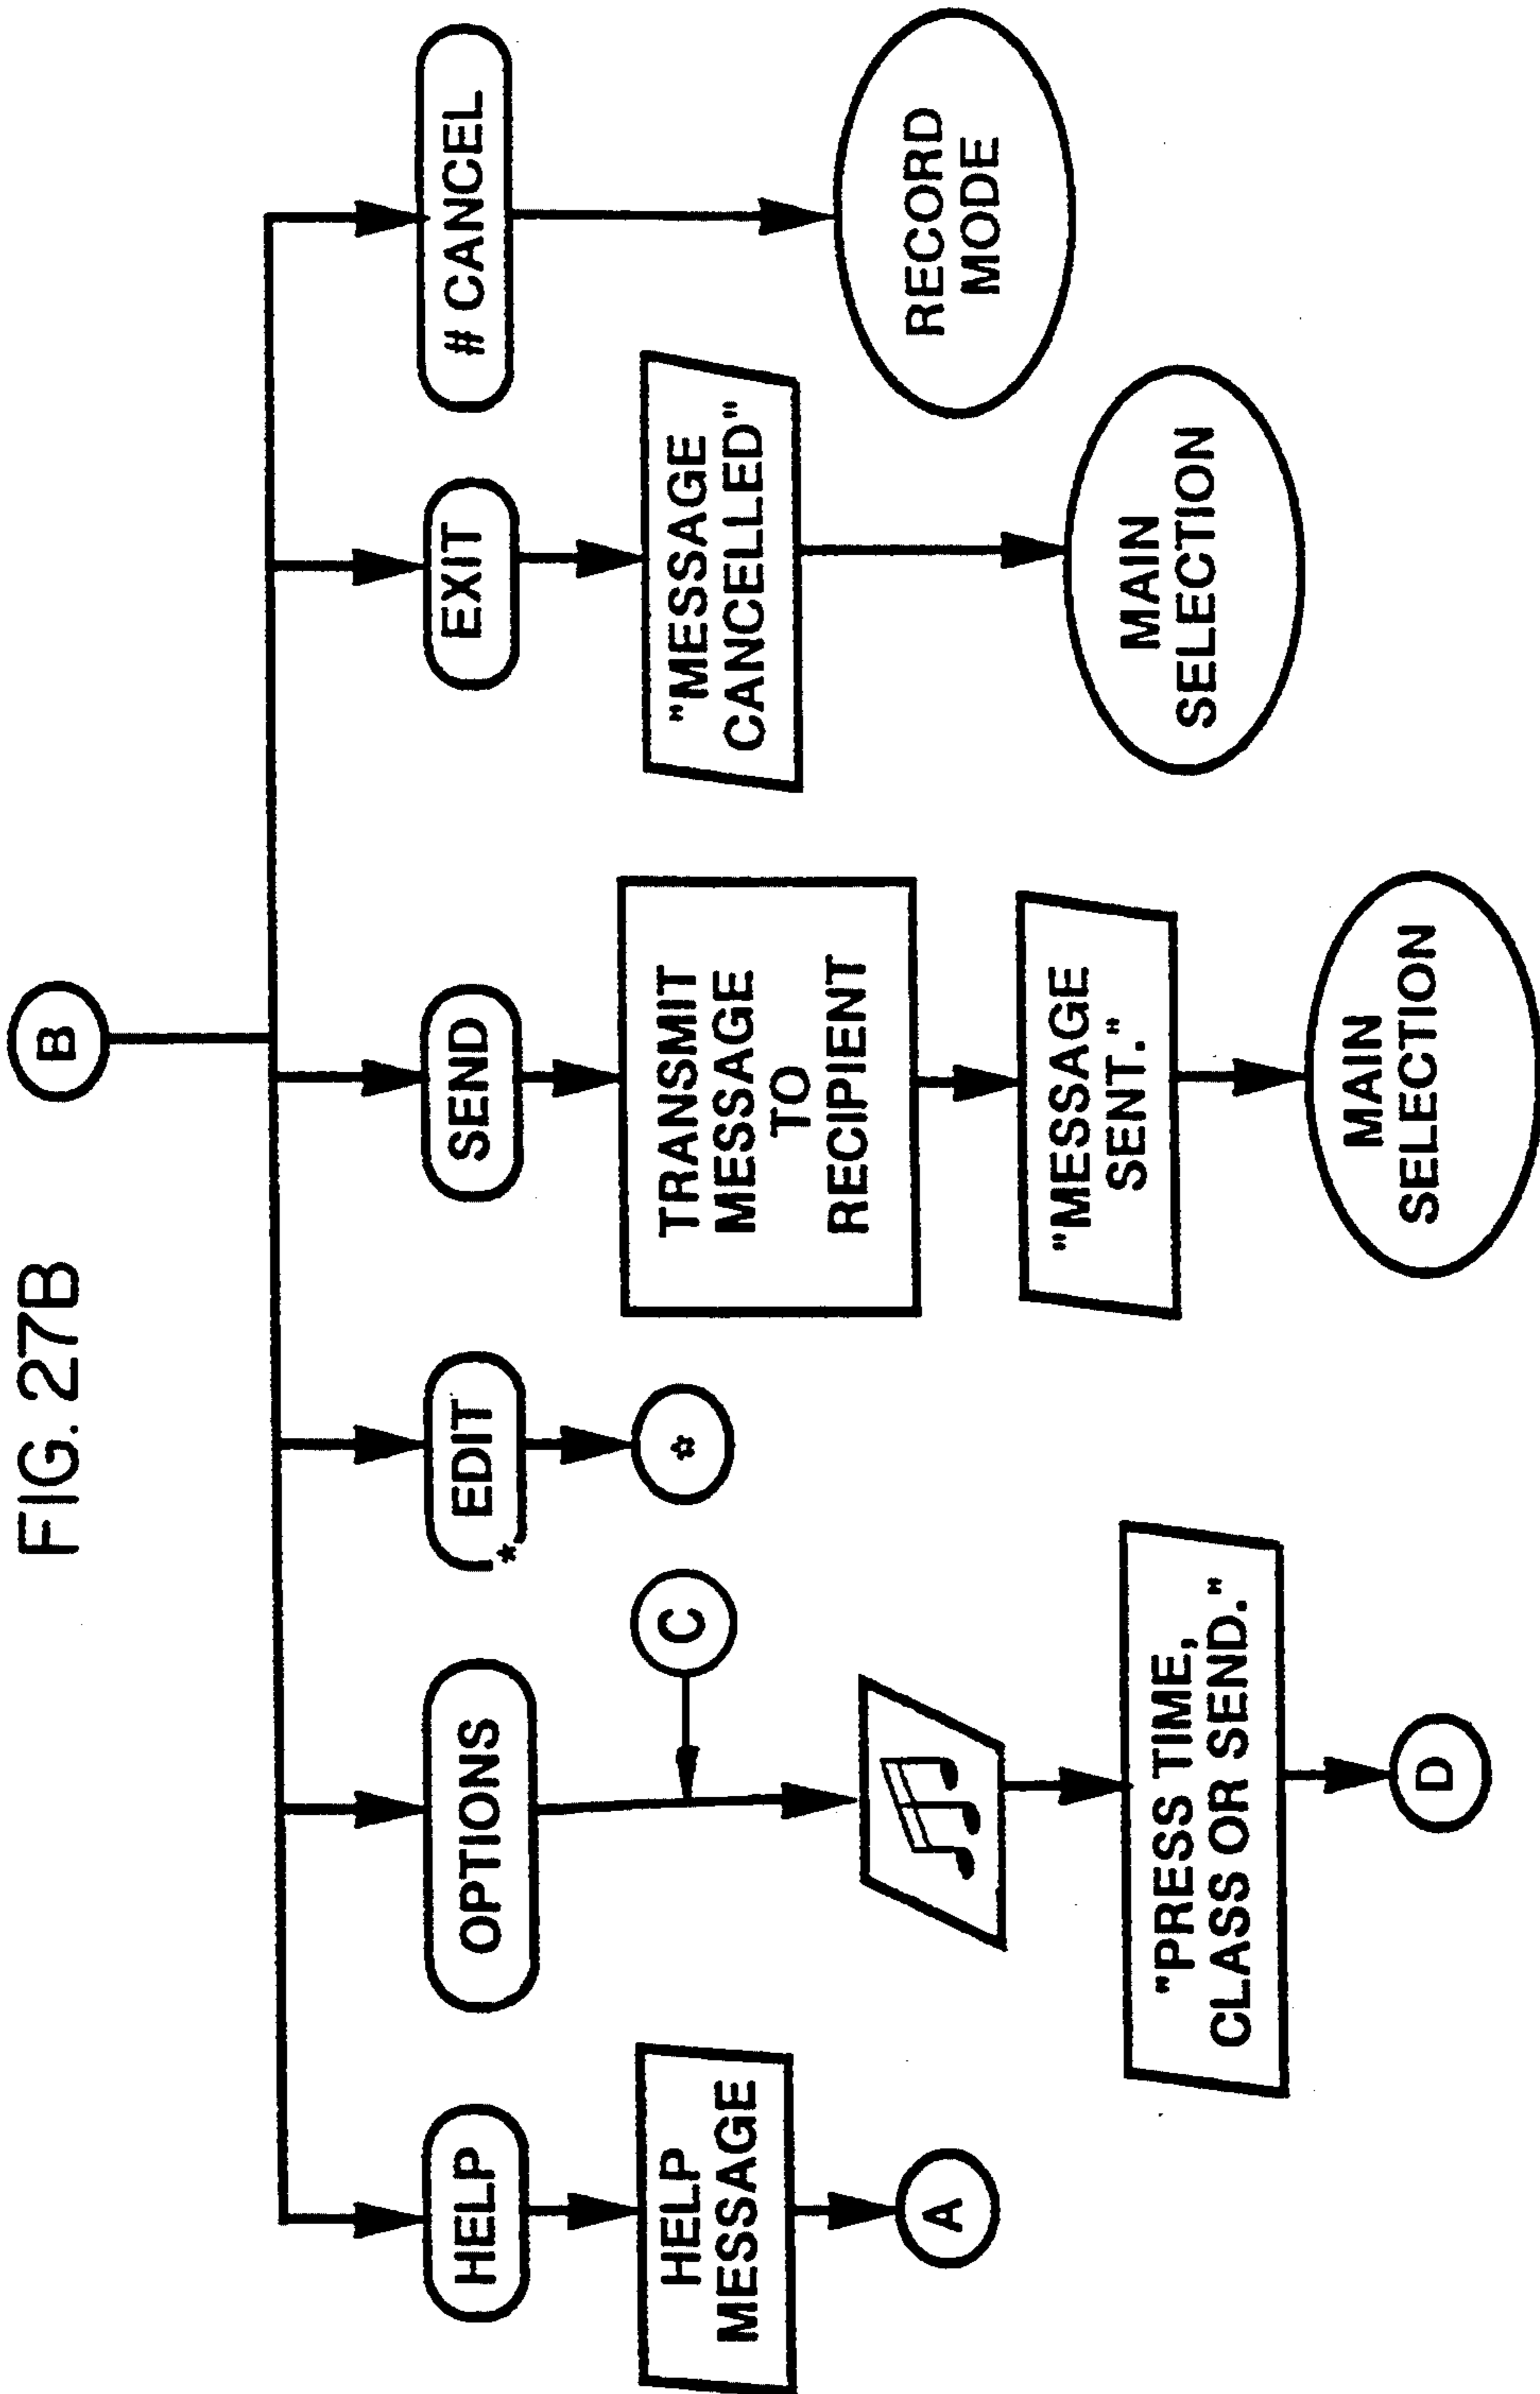 FIG. 27B
B
HELP
HELP
MESSAGE
A
OPTIONS
C
"PRESS TIME,
CLASS OR SEND."
D
* EDIT
*
SEND
TRANSMIT
MESSAGE
TO
RECIPIENT
"MESSAGE
SENT."
MAIN
SELECTION
EXIT
"MESSAGE
CANCELLED"
MAIN
SELECTION
# CANCEL
RECORD
MODE